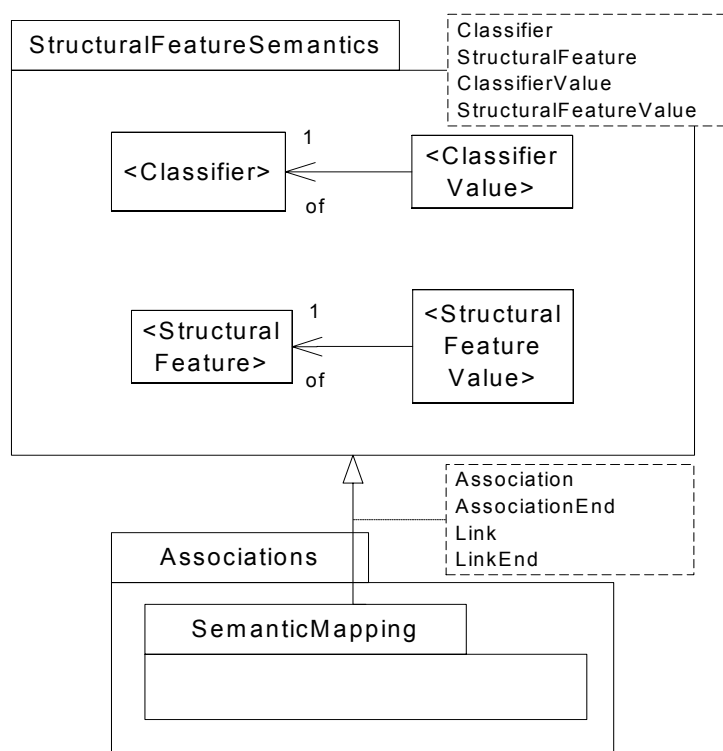 StructuralFeatureSemantics
Classifier
StructuralFeature
ClassifierValue
StructuralFeatureValue
<Classifier>
1
of
<Classifier
Value>
<Structural
Feature>
1
of
<Structural
Feature
Value>
Association
AssociationEnd
Link
LinkEnd
Associations
SemanticMapping